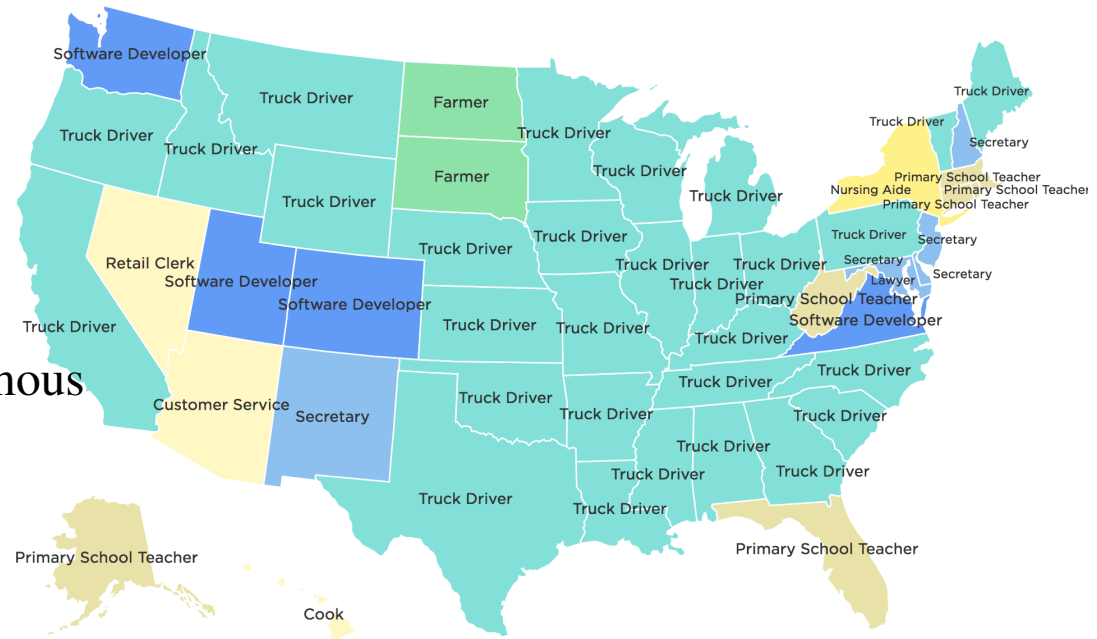 Software Developer
Truck Driver
Farmer
Truck Driver
Truck Driver
Secretary
Truck Driver
Truck Driver
Truck Driver
Truck Driver
Farmer
Primary School Teacher
Nursing Aide
Primary School Teacher
Truck Driver
Truck Driver
Primary School Teacher
Truck Driver
Truck Driver
Truck Driver
Secretary
Truck Driver
Retail Clerk
Software Developer
Truck Driver
Truck Driver
Truck Driver
Secretary
Secretary
Lawyer
Software Developer
Primary School Teacher
Truck Driver
Truck Driver
Truck Driver
Software Developer
Truck Driver
nous
Truck Driver
Truck Driver
Customer Service
Secretary
Truck Driver
Truck Driver
Truck Driver
Truck Driver
Truck Driver
Truck Driver
Truck Driver
Truck Driver
Primary School Teacher
Primary School Teacher
Cook